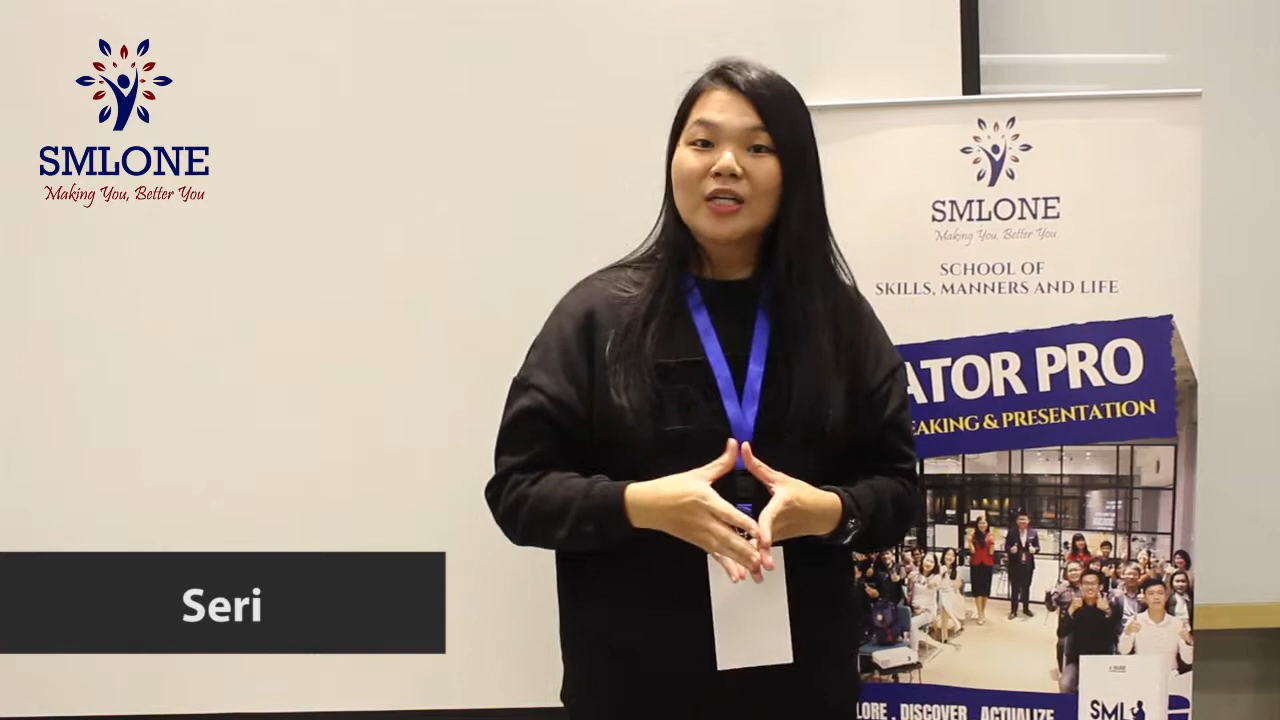 SMLONE
Making You, Better You
SMLONE
Making You, Better You
SCHOOL OF
SKILLS, MANNERS AND LIFE
ATOR PRO
EAKING & PRESENTATION
LORE . DISCOVER . ACTUALIZE
SML
Seri